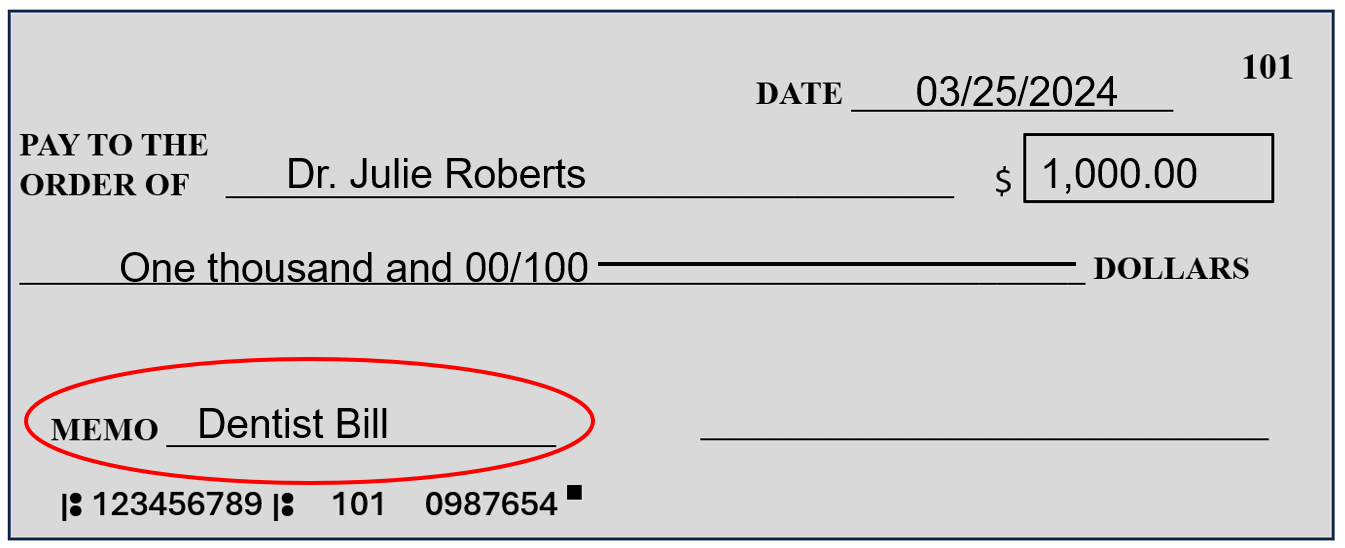 101
DATE 03/25/2024
PAY TO THE
ORDER OF Dr. Julie Roberts $ 1,000.00
One thousand and 00/100 DOLLARS
MEMO Dentist Bill
123456789 101 0987654